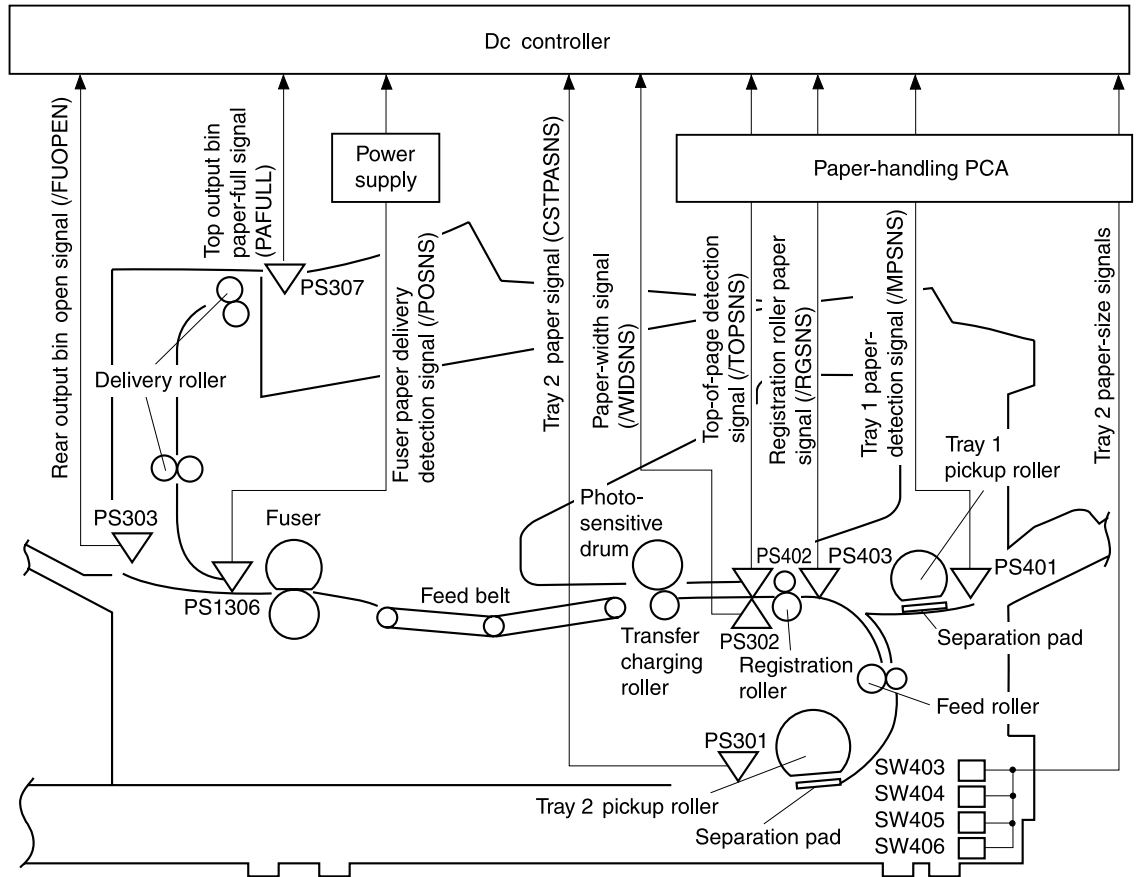 Dc controller
Rear output bin open signal (/FUOPEN)
Top output bin
paper-full signal
(PAFULL)
Power
supply
Fuser paper delivery
detection signal (/POSNS)
Tray 2 paper signal (CSTPASNS)
Paper-width signal
(/WIDSNS)
Top-of-page detection
signal (/TOPSNS)
Registration roller paper
signal (/RGSNS)
Paper-handling PCA
Tray 1 paper-
detection signal (/MPSNS)
Tray 2 paper-size signals
PS307
Delivery roller
Tray 1
pickup roller
PS303
Fuser
Photo-
sensitive
drum
PS402
PS403
PS401
PS1306
Feed belt
Transfer
charging
roller
PS302
Registration
roller
Separation pad
Feed roller
PS301
Tray 2 pickup roller
Separation pad
SW403
SW404
SW405
SW406